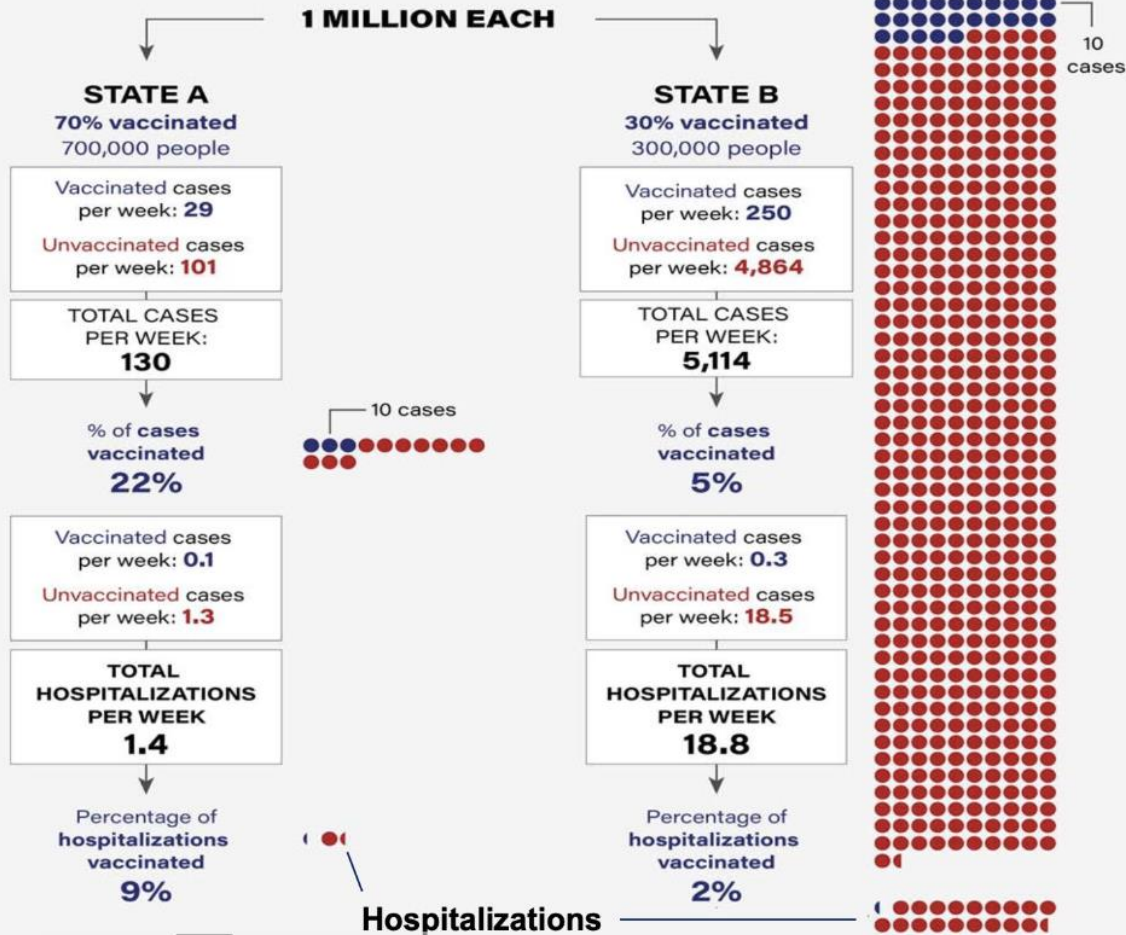 1 MILLION EACH
STATE A
70% vaccinated
700,000 people
Vaccinated cases
per week: 29
Unvaccinated cases
per week: 101
TOTAL CASES
PER WEEK:
130
10 cases
% of cases
vaccinated
22%
Vaccinated cases
per week: 0.1
Unvaccinated cases
per week: 1.3
TOTAL
HOSPITALIZATIONS
PER WEEK
1.4
Percentage of
hospitalizations
vaccinated
9%
STATE B
30% vaccinated
300,000 people
Vaccinated cases
per week: 250
Unvaccinated cases
per week: 4,864
TOTAL CASES
PER WEEK:
5,114
10
cases
% of cases
vaccinated
5%
Vaccinated cases
per week: 0.3
Unvaccinated cases
per week: 18.5
TOTAL
HOSPITALIZATIONS
PER WEEK
18.8
Percentage of
hospitalizations
vaccinated
2%
Hospitalizations